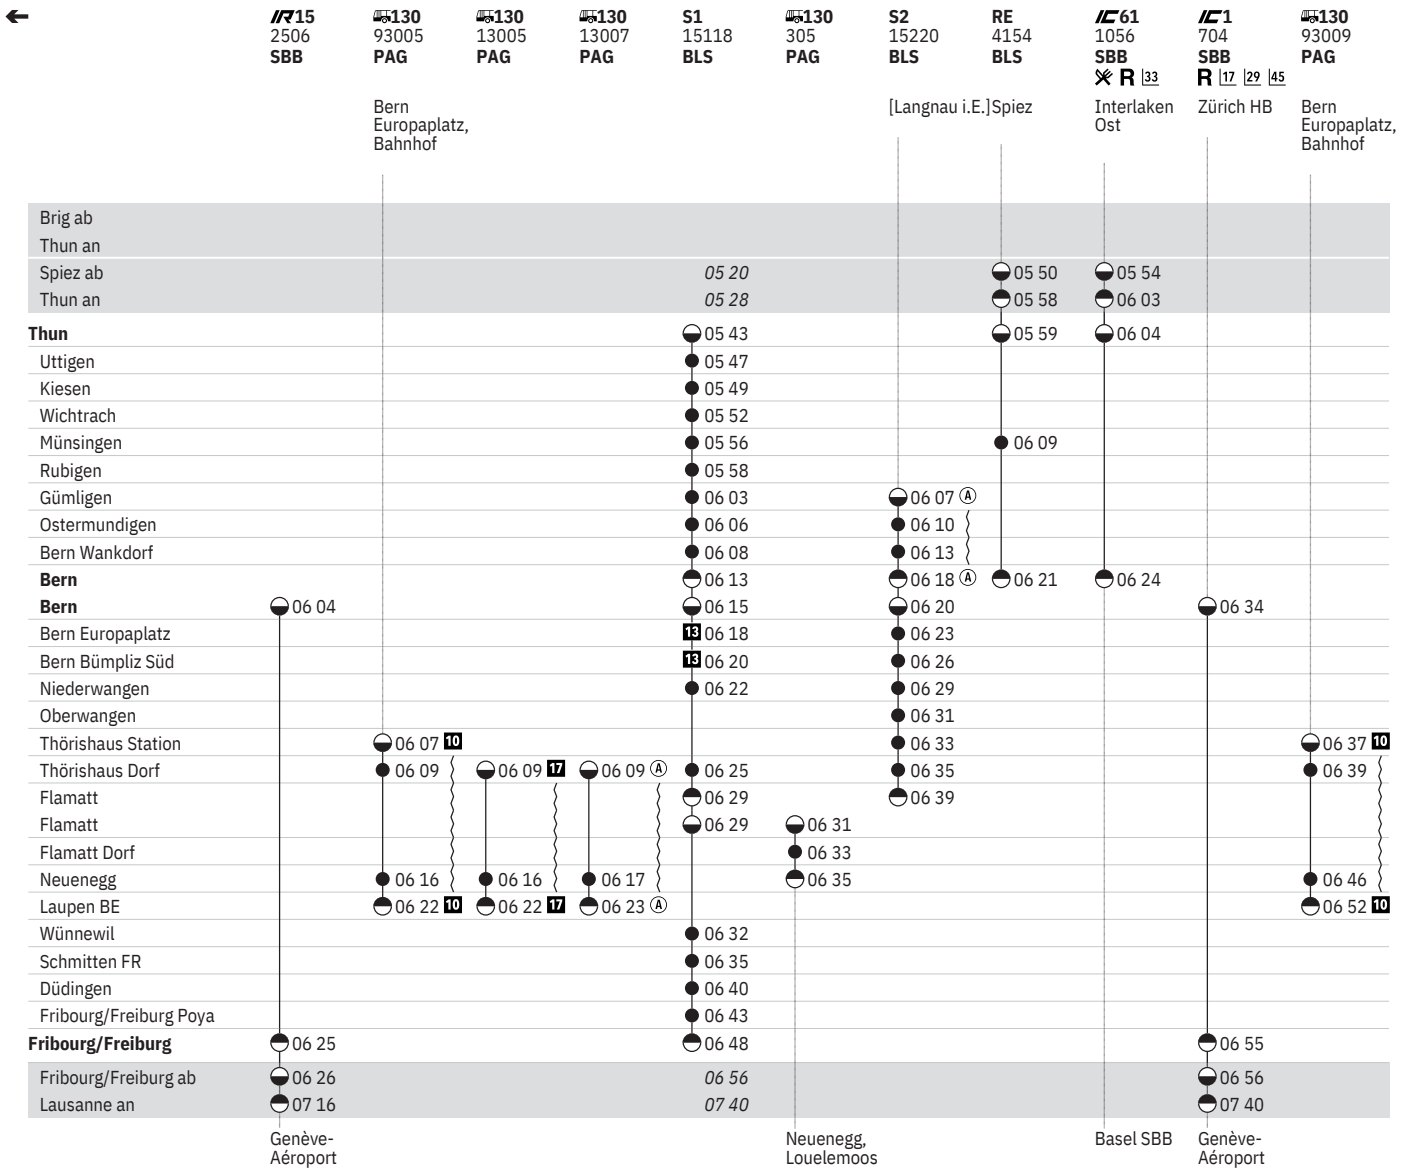 IR15 130 130 130 S1 130 S2 RE IC61 IC1 130
2506 93005 13005 13007 15118 305 15220 4154 1056 704 93009
SBB PAG PAG PAG BLS PAG BLS BLS SBB SBB PAG
R 33 R 17 29 45
Bern [Langnau i.E.] Spiez Interlaken Zürich HB Bern
Europaplatz, Ost Europaplatz,
Bahnhof Bahnhof
Brig ab
Thun an
Spiez ab 05 20 05 50 05 54
Thun an 05 28 05 58 06 03
Thun 05 43 05 59 06 04
Uttigen 05 47
Kiesen 05 49
Wichtrach 05 52
Münsingen 05 56 06 09
Rubigen 05 58
Gümligen 06 03 06 07 A
Ostermundigen 06 06 06 10
Bern Wankdorf 06 08 06 13
Bern 06 13 06 18 A 06 21 06 24
Bern 06 04 06 15 06 20 06 34
Bern Europaplatz 13 06 18 06 23
Bern Bümpliz Süd 13 06 20 06 26
Niederwangen 06 22 06 29
Oberwangen 06 31
Thörishaus Station 06 07 10 06 33 06 37 10
Thörishaus Dorf 06 09 06 09 17 06 09 A 06 25 06 35 06 39
Flamatt 06 29 06 39
Flamatt 06 29 06 31
Flamatt Dorf 06 33
Neuenegg 06 16 06 16 06 17 06 35 06 46
Laupen BE 06 22 10 06 22 17 06 23 A 06 52 10
Wünnewil 06 32
Schmitten FR 06 35
Düdingen 06 40
Fribourg/Freiburg Poya 06 43
Fribourg/Freiburg 06 25 06 48 06 55
Fribourg/Freiburg ab 06 26 06 56 06 56
Lausanne an 07 16 07 40 07 40
Genève- Neuenegg, Basel SBB Genève-
Aéroport Louelemoos Aéroport